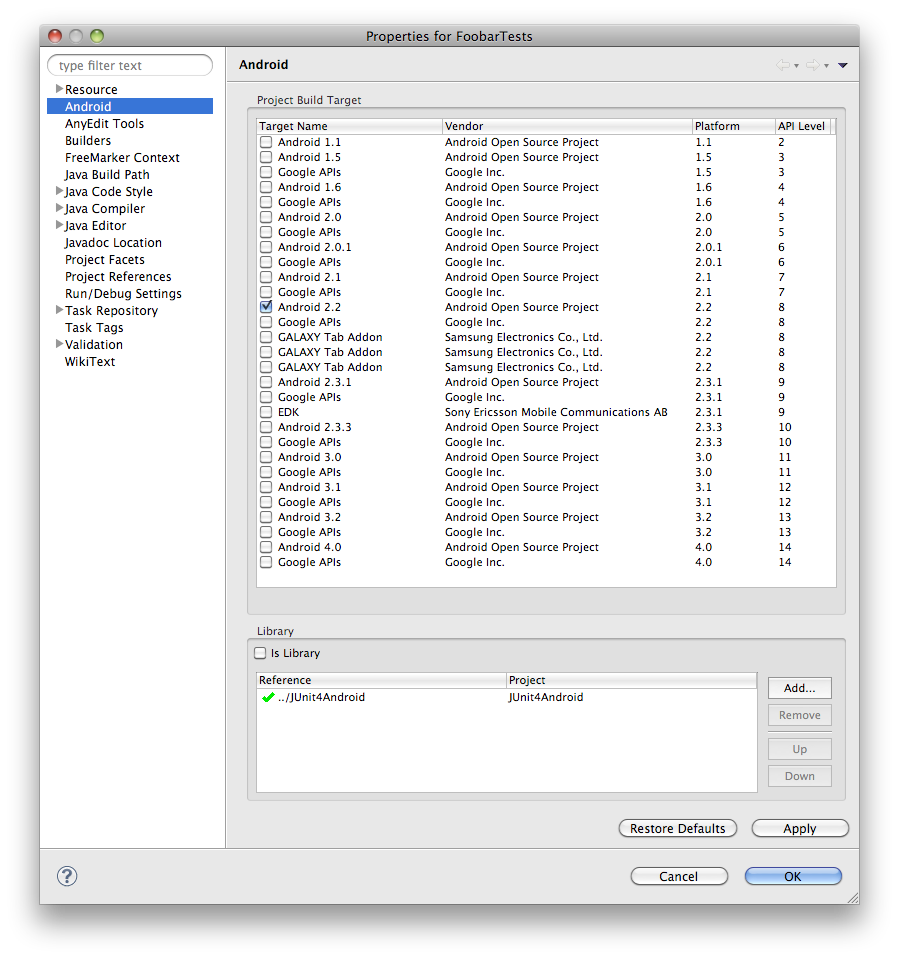 Properties for FoobarTests
type filter text
Resource
Android
AnyEdit Tools
Builders
FreeMarker Context
Java Build Path
Java Code Style
Java Compiler
Java Editor
Javadoc Location
Project Facets
Project References
Run/Debug Settings
Task Repository
Task Tags
Validation
WikiText
Android
Project Build Target
Target Name Vendor Platform API Level
Android 1.1 Android Open Source Project 1.1 2
Android 1.5 Android Open Source Project 1.5 3
Google APIs Google Inc. 1.5 3
Android 1.6 Android Open Source Project 1.6 4
Google APIs Google Inc. 1.6 4
Android 2.0 Android Open Source Project 2.0 5
Google APIs Google Inc. 2.0 5
Android 2.0.1 Android Open Source Project 2.0.1 6
Google APIs Google Inc. 2.0.1 6
Android 2.1 Android Open Source Project 2.1 7
Google APIs Google Inc. 2.1 7
Android 2.2 Android Open Source Project 2.2 8
Google APIs Google Inc. 2.2 8
GALAXY Tab Addon Samsung Electronics Co., Ltd. 2.2 8
GALAXY Tab Addon Samsung Electronics Co., Ltd. 2.2 8
GALAXY Tab Addon Samsung Electronics Co., Ltd. 2.2 8
Android 2.3.1 Android Open Source Project 2.3.1 9
Google APIs Google Inc. 2.3.1 9
EDK Sony Ericsson Mobile Communications AB 2.3.1 9
Android 2.3.3 Android Open Source Project 2.3.3 10
Google APIs Google Inc. 2.3.3 10
Android 3.0 Android Open Source Project 3.0 11
Google APIs Google Inc. 3.0 11
Android 3.1 Android Open Source Project 3.1 12
Google APIs Google Inc. 3.1 12
Android 3.2 Android Open Source Project 3.2 13
Google APIs Google Inc. 3.2 13
Android 4.0 Android Open Source Project 4.0 14
Google APIs Google Inc. 4.0 14
Library
Is Library
Reference Project
../JUnit4Android JUnit4Android
Add...
Remove
Up
Down
Restore Defaults Apply
? Cancel OK